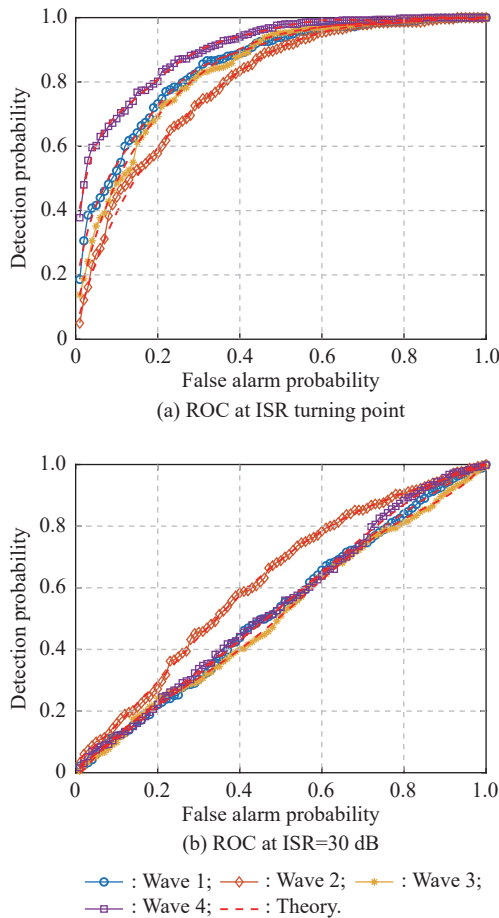 1.0
0.8
0.6
0.4
0.2
0
Detection probability
0 0.2 0.4 0.6 0.8 1.0
False alarm probability
(a) ROC at ISR turning point
1.0
0.8
0.6
0.4
0.2
0
Detection probability
0 0.2 0.4 0.6 0.8 1.0
False alarm probability
(b) ROC at ISR=30 dB
: Wave 1; : Wave 2; : Wave 3;
: Wave 4; : Theory.